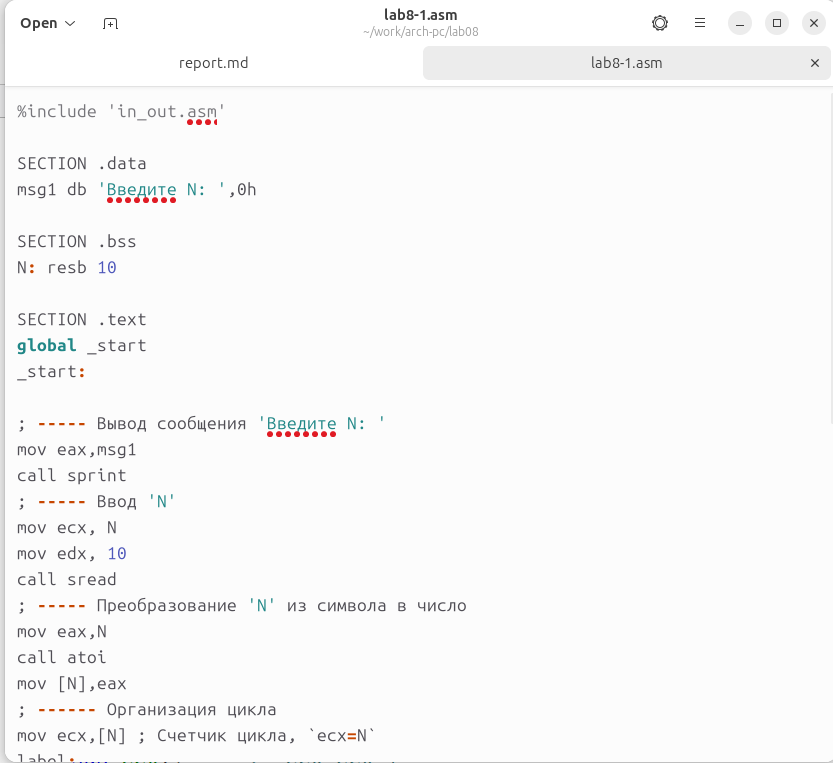 Open
lab8-1.asm
~/work/arch-pc/lab08
report.md
lab8-1.asm
%include 'in_out.asm'
SECTION .data
msg1 db 'Введите N: ',0h
SECTION .bss
N: resb 10
SECTION .text
global _start
_start:
; ----- Вывод сообщения 'Введите N: '
mov eax,msg1
call sprint
; ----- Ввод 'N'
mov ecx, N
mov edx, 10
call sread
; ----- Преобразование 'N' из символа в число
mov eax,N
call atoi
mov [N],eax
; ------ Организация цикла
mov ecx,[N] ; Счетчик цикла, `ecx=N`
label: